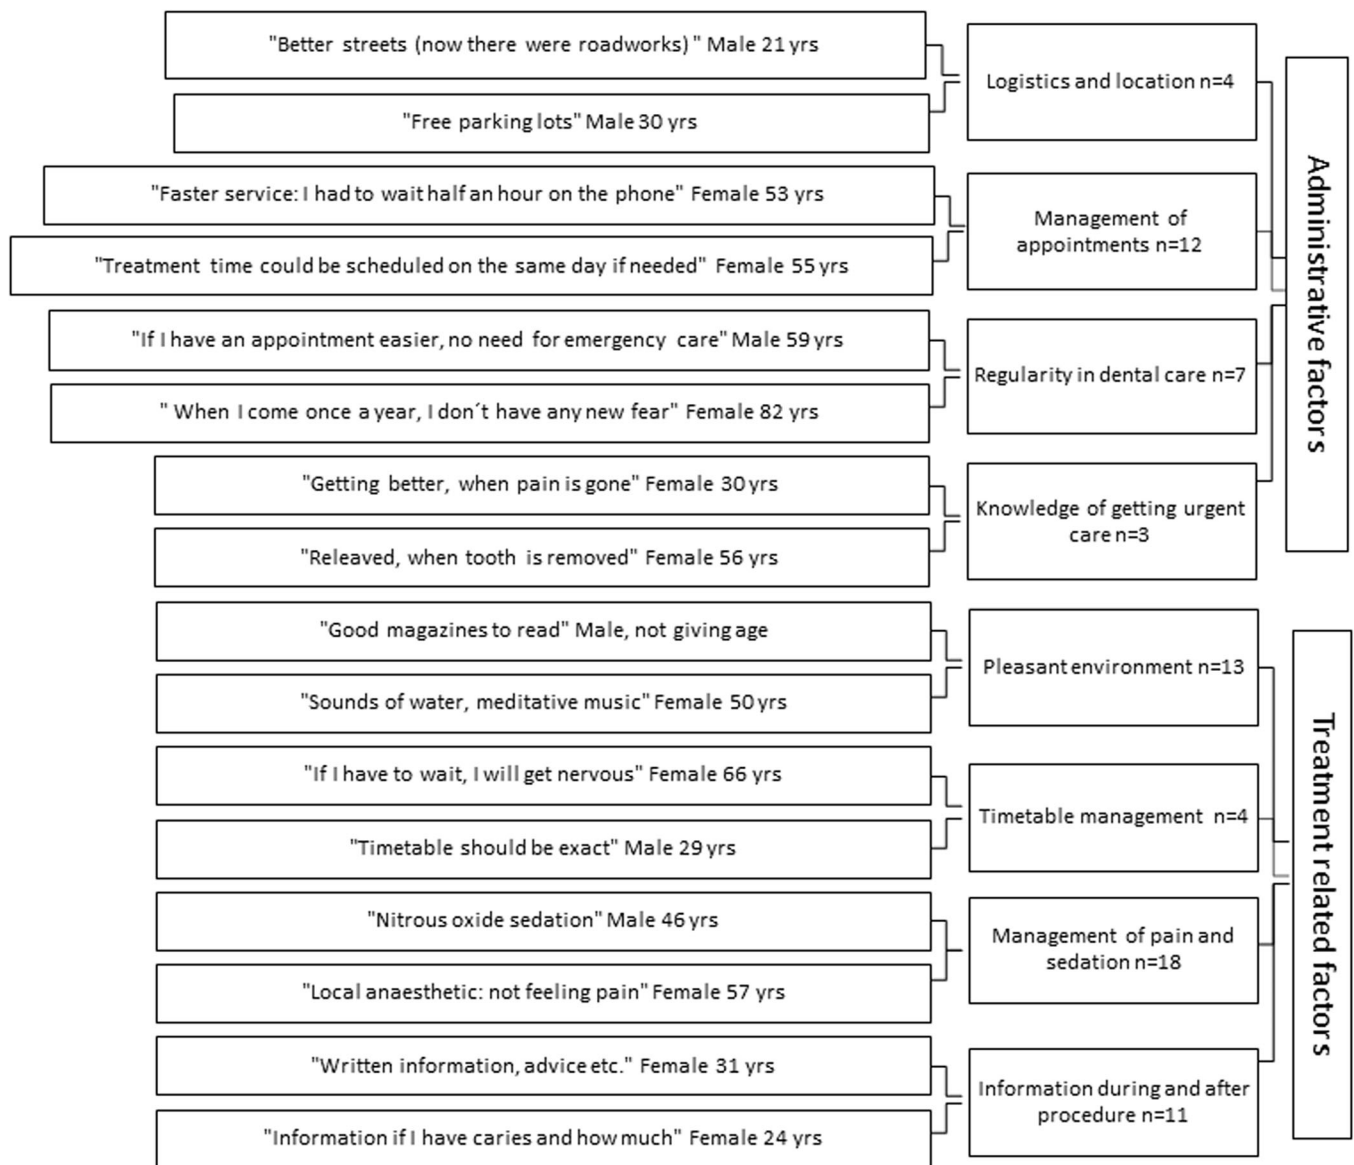 "Better streets (now there were roadworks) " Male 21 yrs
"Free parking lots" Male 30 yrs
Logistics and location n=4
"Faster service: I had to wait half an hour on the phone" Female 53 yrs
"Treatment time could be scheduled on the same day if needed" Female 55 yrs
Management of
appointments n=12
"If I have an appointment easier, no need for emergency care" Male 59 yrs
" When I come once a year, I don´t have any new fear" Female 82 yrs
Regularity in dental care n=7
"Getting better, when pain is gone" Female 30 yrs
"Releaved, when tooth is removed" Female 56 yrs
Knowledge of getting urgent
care n=3
Administrative factors
"Good magazines to read" Male, not giving age
"Sounds of water, meditative music" Female 50 yrs
Pleasant environment n=13
"If I have to wait, I will get nervous" Female 66 yrs
"Timetable should be exact" Male 29 yrs
Timetable management n=4
"Nitrous oxide sedation" Male 46 yrs
"Local anaesthetic: not feeling pain" Female 57 yrs
Management of pain and
sedation n=18
"Written information, advice etc." Female 31 yrs
"Information if I have caries and how much" Female 24 yrs
Information during and after
procedure n=11
Treatment related factors